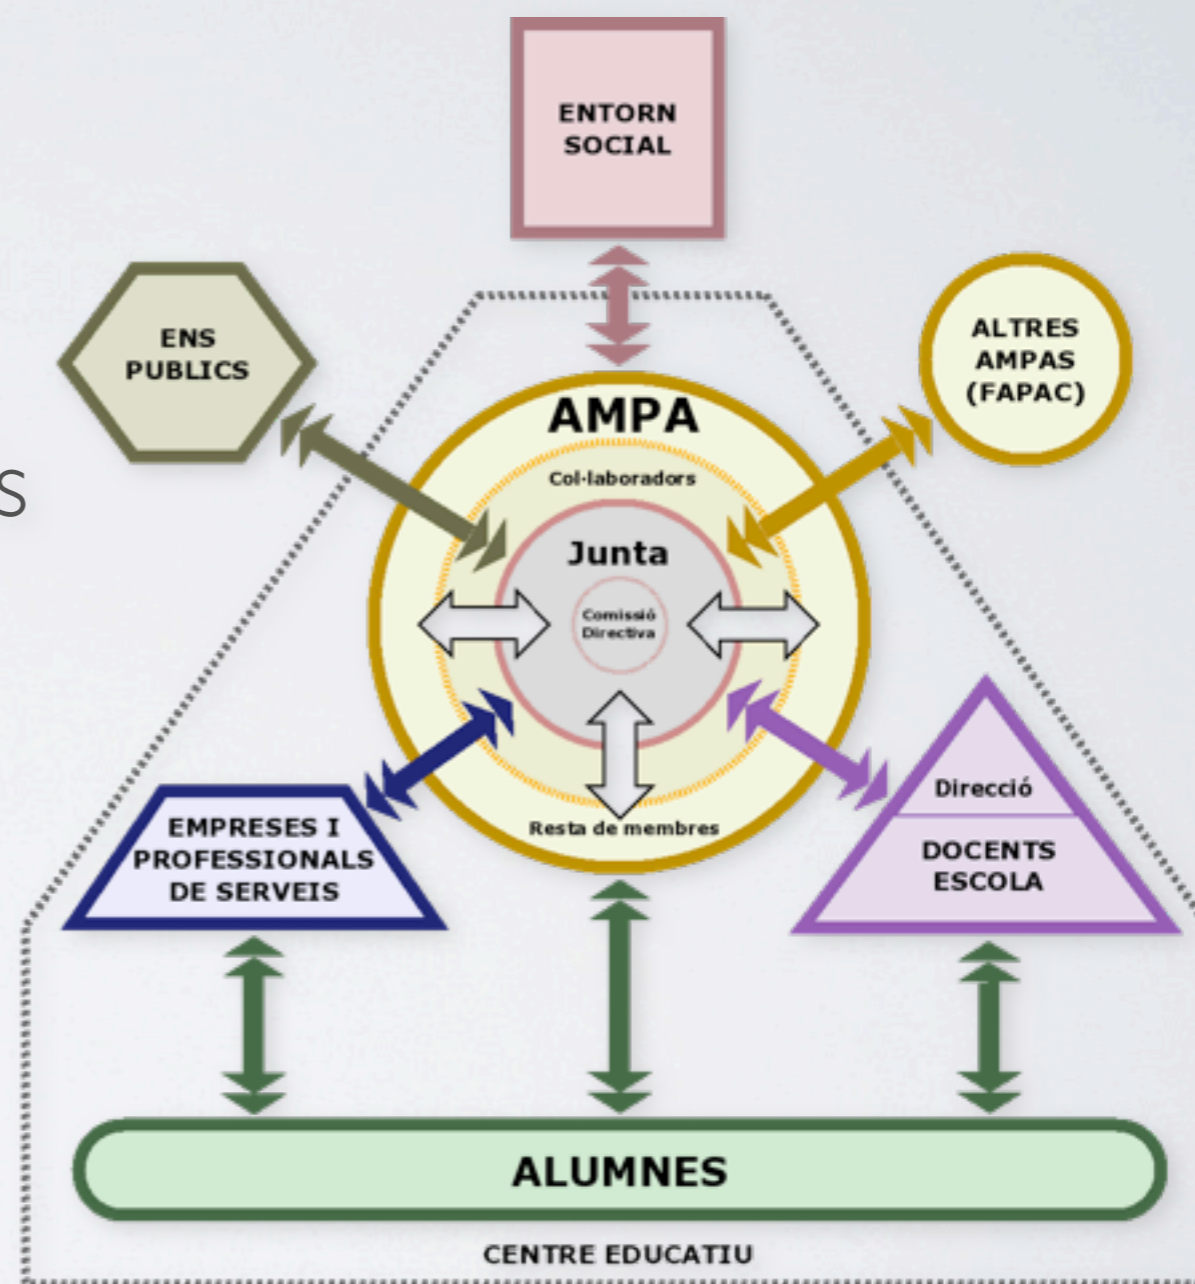 ENTORN
SOCIAL
ENS
PUBLICS
ALTRES
AMPAS
(FAPAC)
AMPA
Col·laboradors
S
Junta
Comissió
Directiva
Direcció
EMPRESES I
PROFESSIONALS
DE SERVEIS
Resta de membres
DOCENTS
ESCOLA
ALUMNES
CENTRE EDUCATIU